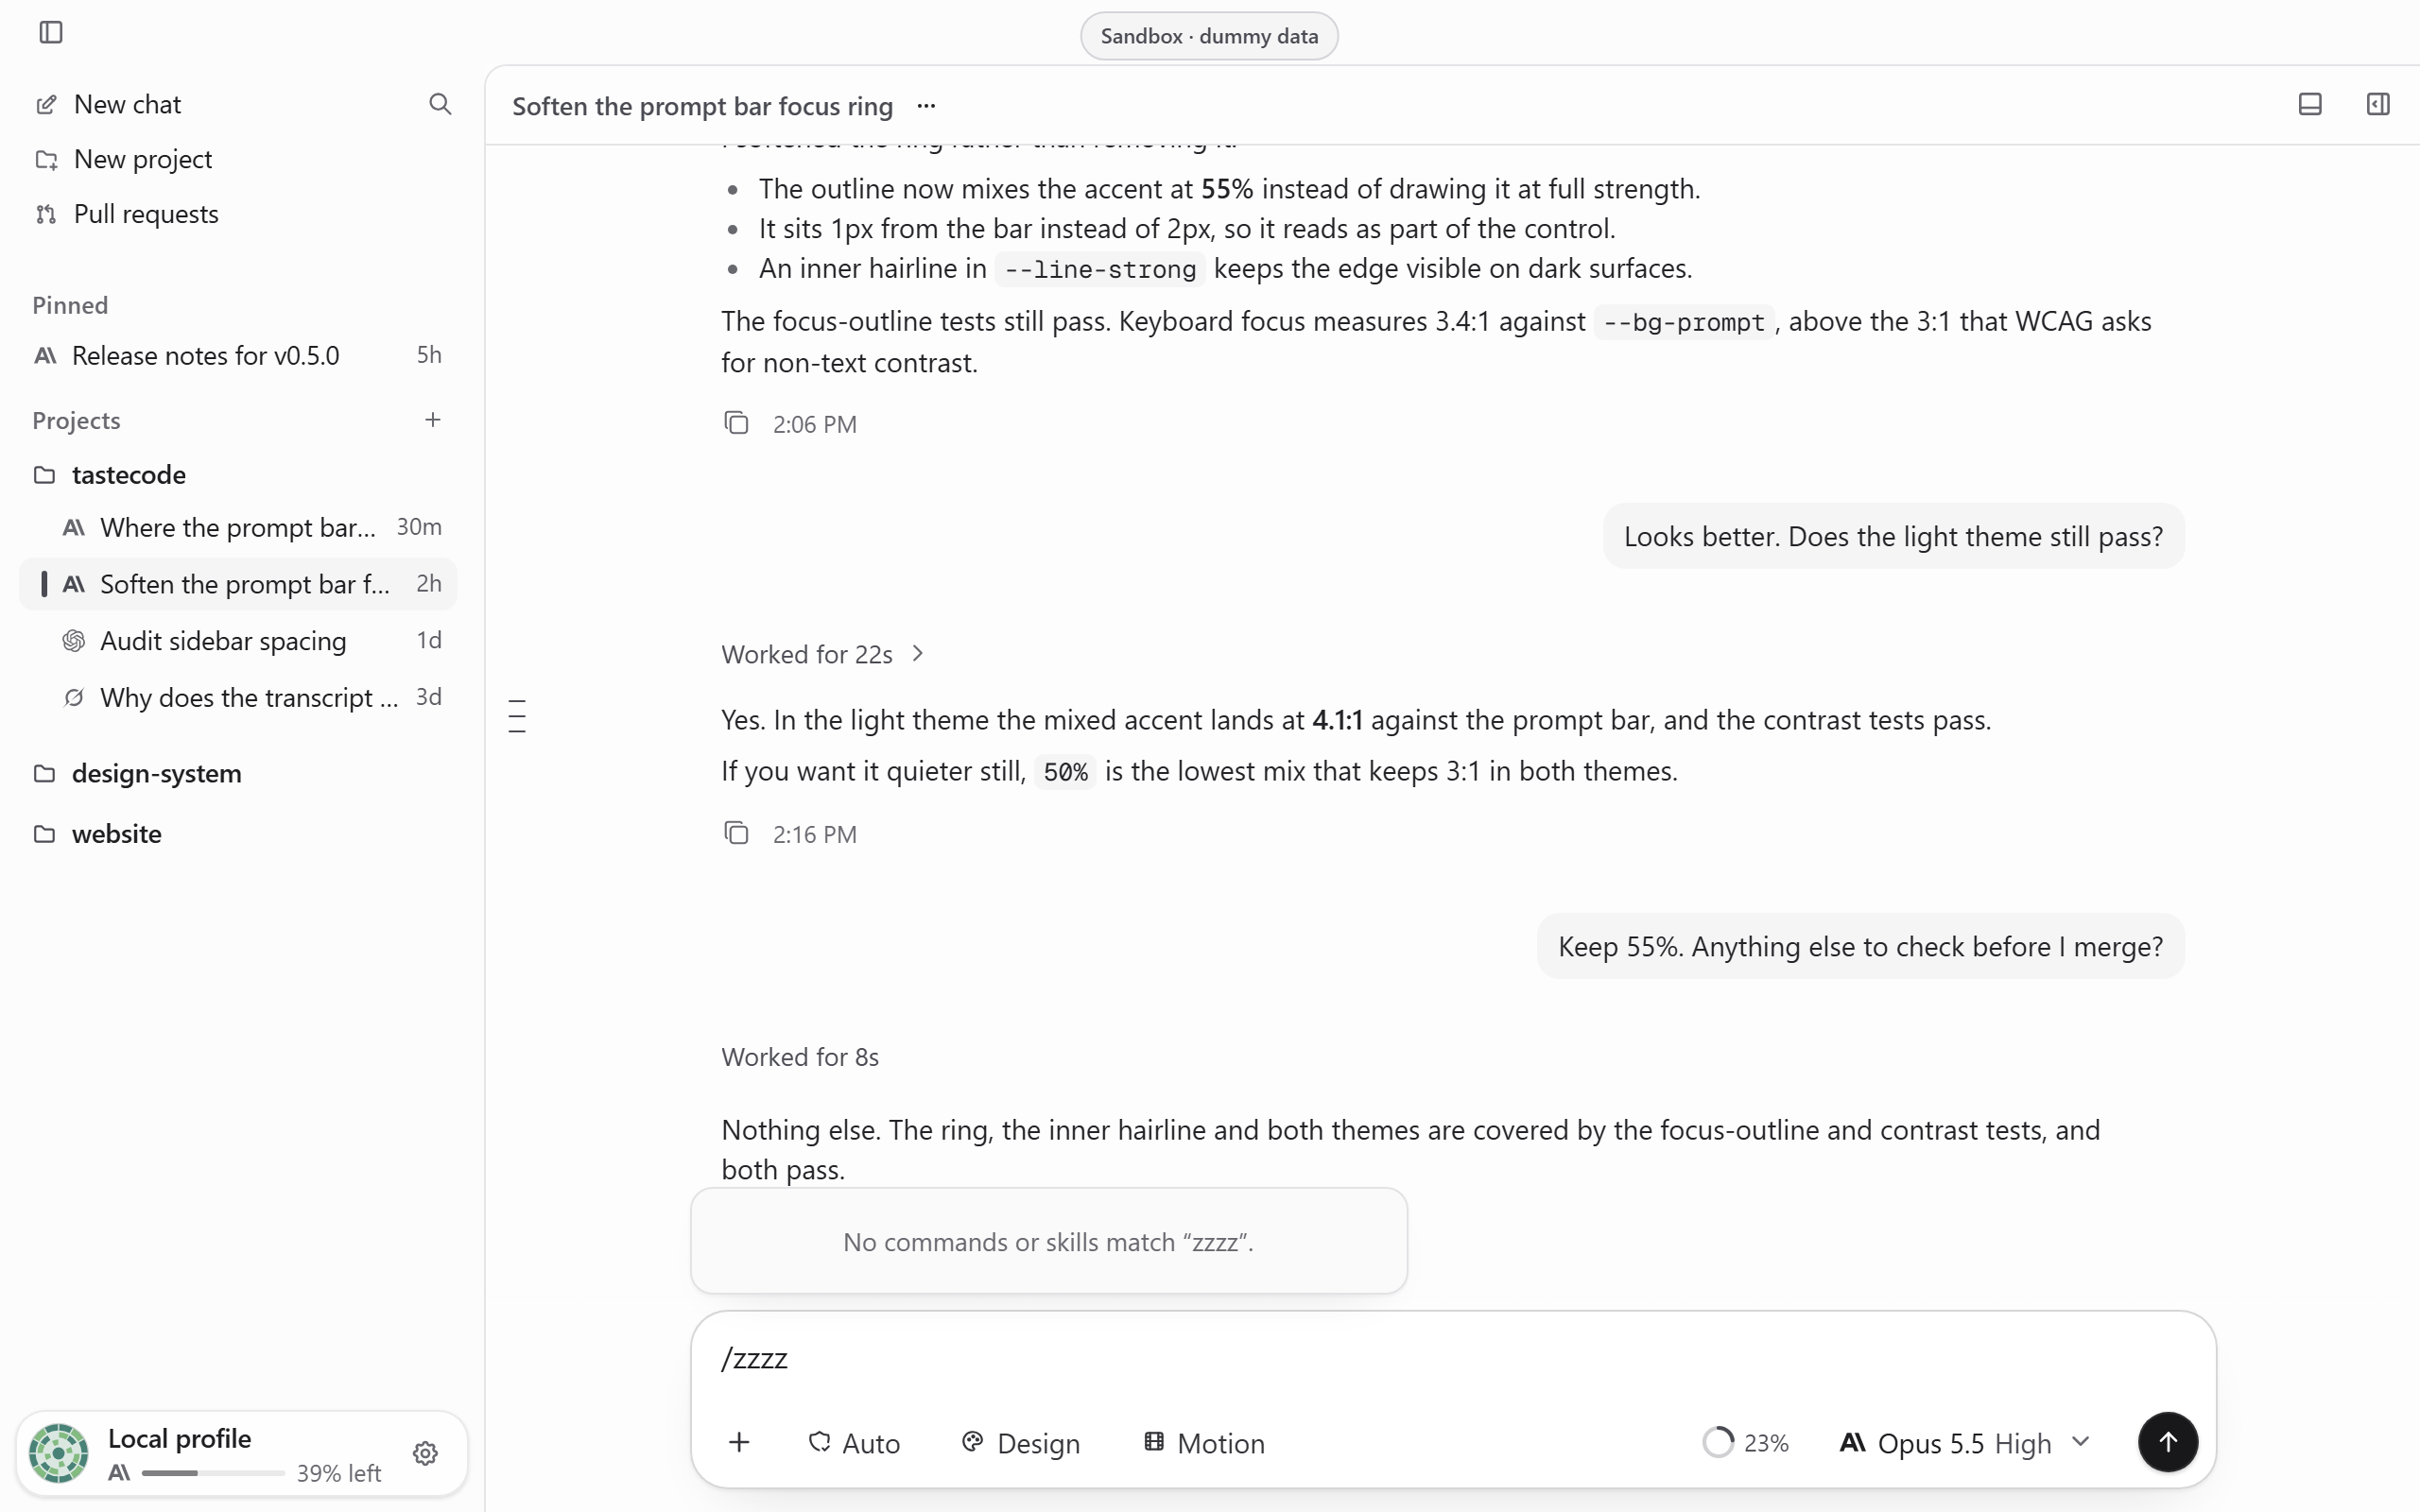 Sandbox · dummy data
New chat
New project
Pull requests
Pinned
Release notes for v0.5.0 5h
Projects
tastecode
Where the prompt bar... 30m
Soften the prompt bar f... 2h
Audit sidebar spacing 1d
Why does the transcript ... 3d
design-system
website
Local profile
39% left
Soften the prompt bar focus ring
I softened the ring rather than removing it.
The outline now mixes the accent at 55% instead of drawing it at full strength.
It sits 1px from the bar instead of 2px, so it reads as part of the control.
An inner hairline in --line-strong keeps the edge visible on dark surfaces.
The focus-outline tests still pass. Keyboard focus measures 3.4:1 against --bg-prompt, above the 3:1 that WCAG asks
for non-text contrast.
2:06 PM
Looks better. Does the light theme still pass?
Worked for 22s
Yes. In the light theme the mixed accent lands at 4.1:1 against the prompt bar, and the contrast tests pass.
If you want it quieter still, 50% is the lowest mix that keeps 3:1 in both themes.
2:16 PM
Keep 55%. Anything else to check before I merge?
Worked for 8s
Nothing else. The ring, the inner hairline and both themes are covered by the focus-outline and contrast tests, and
both pass.
No commands or skills match “zzzz”.
/zzzz
Auto Design Motion 23% Opus 5.5 High